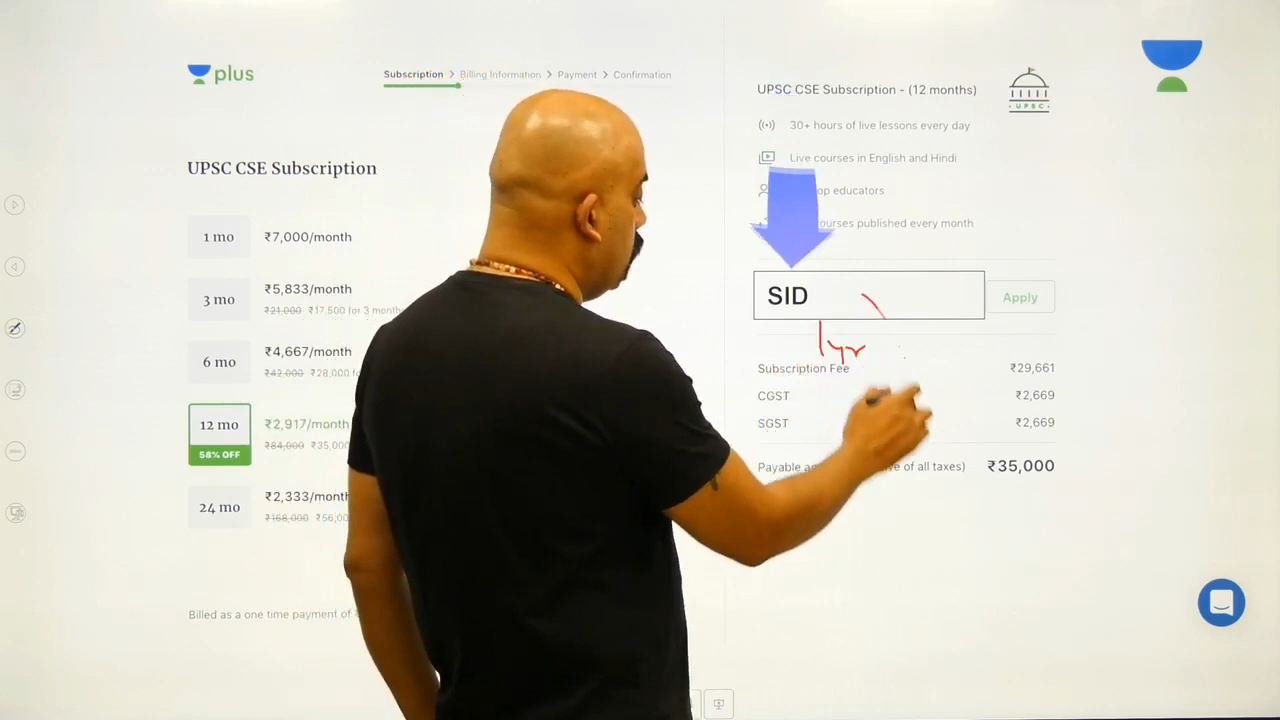 plus
Subscription > Billing Information > Payment > Confirmation
UPSC CSE Subscription
1 mo ₹7,000/month
3 mo ₹5,833/month
₹21,000 ₹17,500 for 3 months
6 mo ₹4,667/month
₹42,000 ₹28,000
12 mo ₹2,917/month
58% OFF ₹84,000 ₹35,000
24 mo ₹2,333/month
₹168,000
Billed as a one time payment of
UPSC CSE Subscription - (12 months)
UPSC
30+ hours of live lessons every day
Live courses in English and Hindi
educators
courses published every month
SID
Apply
1yr
Subscription Fee ₹29,661
CGST ₹2,669
SGST ₹2,669
Payable of all taxes) ₹35,000